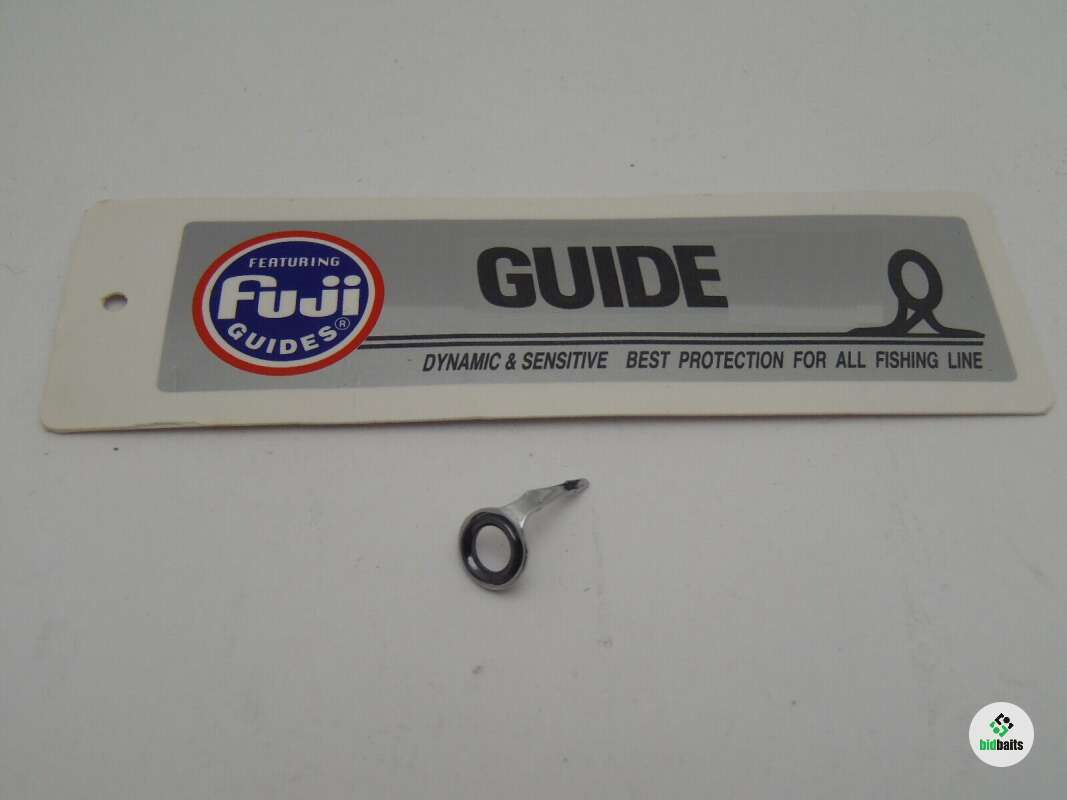 FEATURING
Fuji
GUIDES®
GUIDE
DYNAMIC & SENSITIVE BEST PROTECTION FOR ALL FISHING LINE
bidbaits